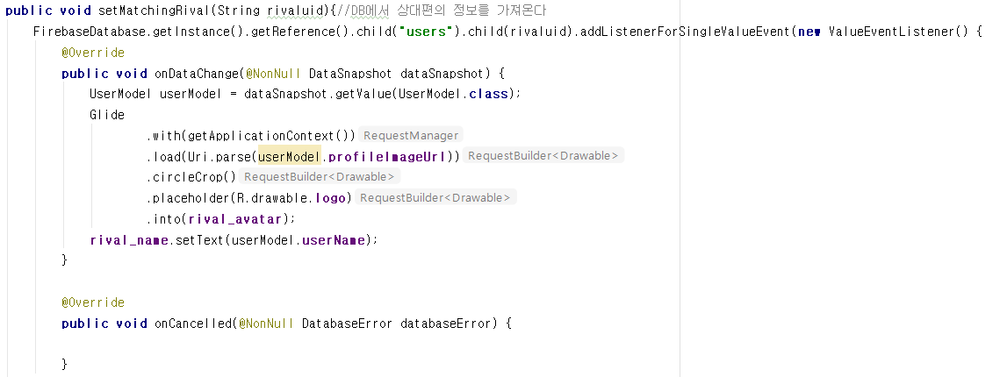 public void setMatchingRival(String rivaluid){//DB에서 상대편의 정보를 가져온다
FirebaseDatabase.getInstance().getReference().child("users").child(rivaluid).addListenerForSingleValueEvent(new ValueEventListener() {
@Override
public void onDataChange(@NonNull DataSnapshot dataSnapshot) {
UserModel userModel = dataSnapshot.getValue(UserModel.class);
Glide
.with(getApplicationContext()) RequestManager
.load(Uri.parse(userModel.profileImageUrl)) RequestBuilder<Drawable>
.circleCrop() RequestBuilder<Drawable>
.placeholder(R.drawable.logo) RequestBuilder<Drawable>
.into(rival_avatar);
rival_name.setText(userModel.userName);
}
@Override
public void onCancelled(@NonNull DatabaseError databaseError) {
}